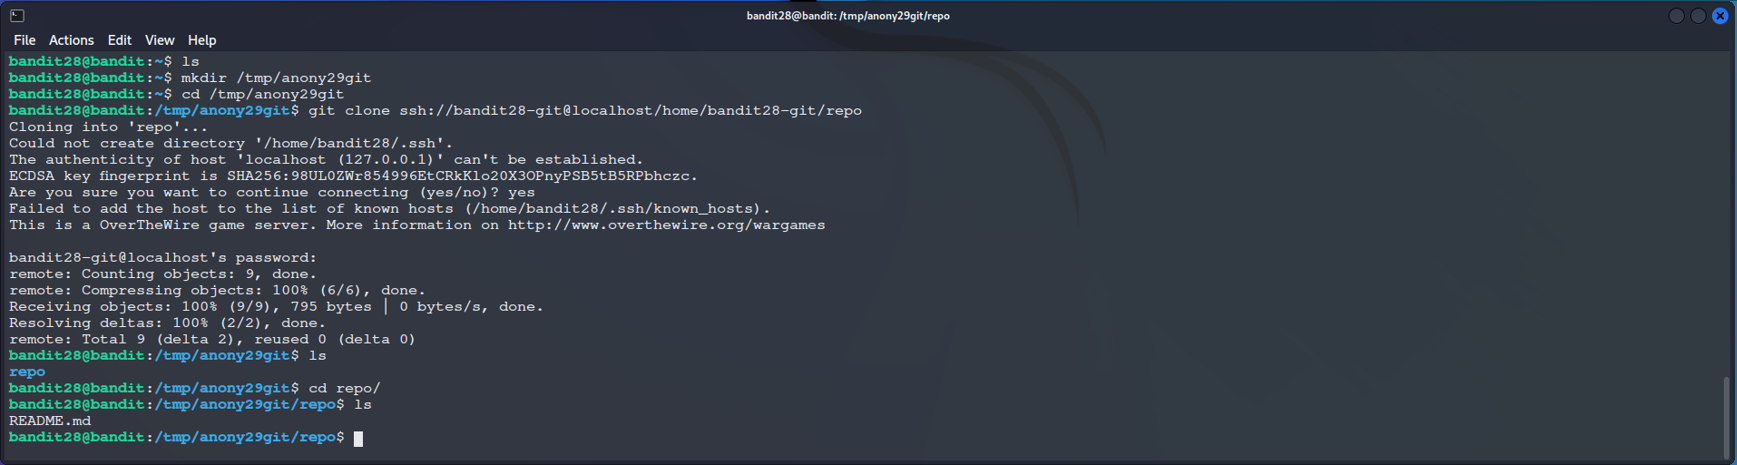 bandit28@bandit: /tmp/anony29git/repo
File Actions Edit View Help
bandit28@bandit:~$ ls
bandit28@bandit:~$ mkdir /tmp/anony29git
bandit28@bandit:~$ cd /tmp/anony29git
bandit28@bandit:/tmp/anony29git$ git clone ssh://bandit28-git@localhost/home/bandit28-git/repo
Cloning into 'repo'...
Could not create directory '/home/bandit28/.ssh'.
The authenticity of host 'localhost (127.0.0.1)' can't be established.
ECDSA key fingerprint is SHA256:98UL0ZWr854996EtCRkKlo20X3OPnyPSB5tB5RPbhczc.
Are you sure you want to continue connecting (yes/no)? yes
Failed to add the host to the list of known hosts (/home/bandit28/.ssh/known_hosts).
This is a OverTheWire game server. More information on http://www.overthewire.org/wargames
bandit28-git@localhost's password:
remote: Counting objects: 9, done.
remote: Compressing objects: 100% (6/6), done.
Receiving objects: 100% (9/9), 795 bytes | 0 bytes/s, done.
Resolving deltas: 100% (2/2), done.
remote: Total 9 (delta 2), reused 0 (delta 0)
bandit28@bandit:/tmp/anony29git$ ls
repo
bandit28@bandit:/tmp/anony29git$ cd repo/
bandit28@bandit:/tmp/anony29git/repo$ ls
README.md
bandit28@bandit:/tmp/anony29git/repo$